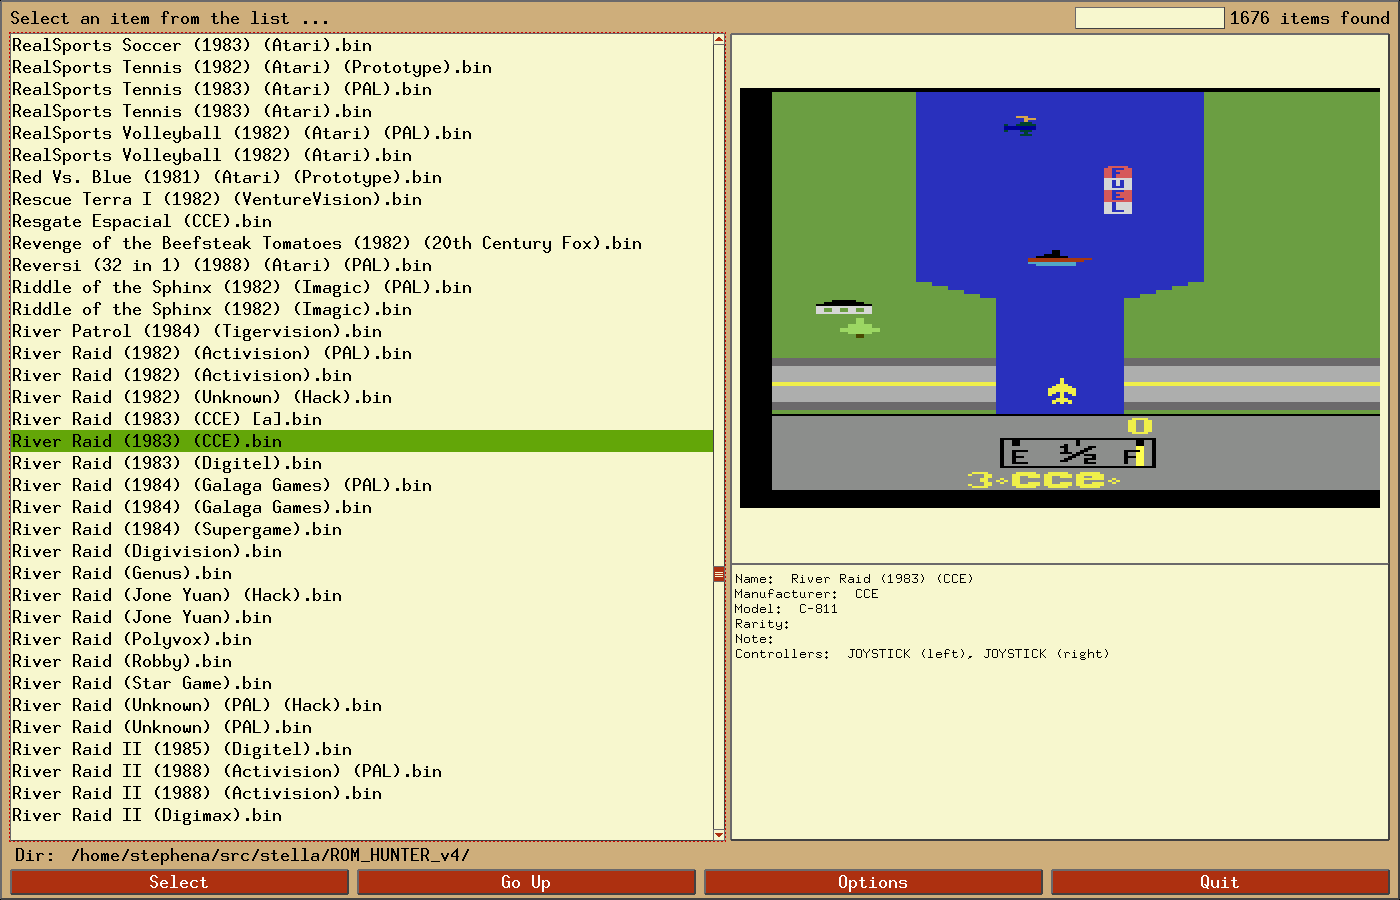 Select an item from the list ...
1676 items found
RealSports Soccer (1983) (Atari).bin
RealSports Tennis (1982) (Atari) (Prototype).bin
RealSports Tennis (1983) (Atari) (PAL).bin
RealSports Tennis (1983) (Atari).bin
RealSports Volleyball (1982) (Atari) (PAL).bin
RealSports Volleyball (1982) (Atari).bin
Red Vs. Blue (1981) (Atari) (Prototype).bin
Rescue Terra I (1982) (VentureVision).bin
Resgate Espacial (CCE).bin
Revenge of the Beefsteak Tomatoes (1982) (20th Century Fox).bin
Reversi (32 in 1) (1988) (Atari) (PAL).bin
Riddle of the Sphinx (1982) (Imagic) (PAL).bin
Riddle of the Sphinx (1982) (Imagic).bin
River Patrol (1984) (Tigervision).bin
River Raid (1982) (Activision) (PAL).bin
River Raid (1982) (Activision).bin
River Raid (1982) (Unknown) (Hack).bin
River Raid (1983) (CCE) [a].bin
River Raid (1983) (CCE).bin
River Raid (1983) (Digitel).bin
River Raid (1984) (Galaga Games) (PAL).bin
River Raid (1984) (Galaga Games).bin
River Raid (1984) (Supergame).bin
River Raid (Digivision).bin
River Raid (Genus).bin
River Raid (Jone Yuan) (Hack).bin
River Raid (Jone Yuan).bin
River Raid (Polyvox).bin
River Raid (Robby).bin
River Raid (Star Game).bin
River Raid (Unknown) (PAL) (Hack).bin
River Raid (Unknown) (PAL).bin
River Raid II (1985) (Digitel).bin
River Raid II (1988) (Activision) (PAL).bin
River Raid II (1988) (Activision).bin
River Raid II (Digimax).bin
FUEL
0
E ½ F
3 ·cce·
Name: River Raid (1983) (CCE)
Manufacturer: CCE
Model: C-811
Rarity:
Note:
Controllers: JOYSTICK (left), JOYSTICK (right)
Dir: /home/stephena/src/stella/ROM_HUNTER_v4/
Select
Go Up
Options
Quit